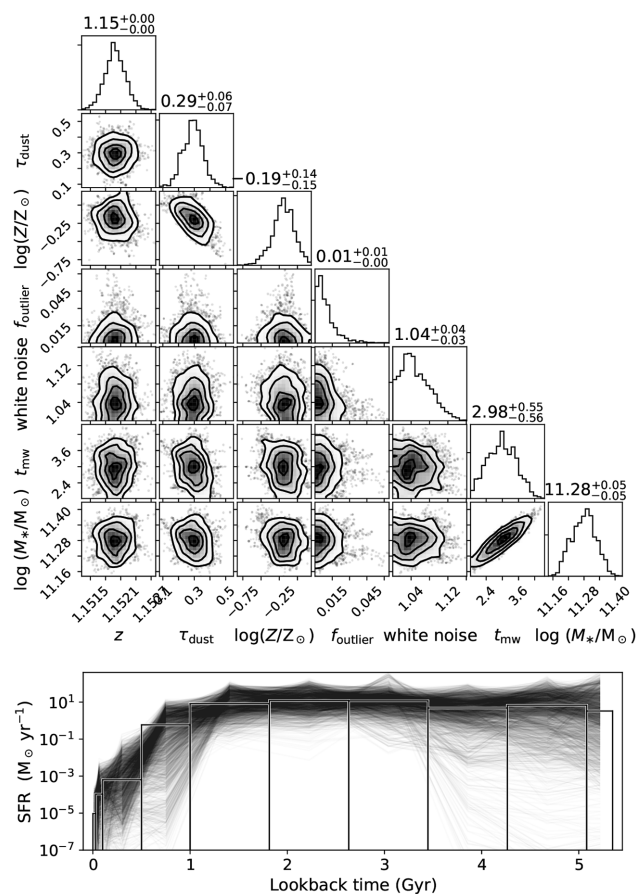 1.15+0.00−0.00
0.29+0.06−0.07
−0.19+0.14−0.15
0.01+0.01−0.00
1.04+0.04−0.03
2.98+0.55−0.56
11.28+0.05−0.05
τdust
0.5
0.3
0.1
log(Z/Z⊙)
−0.25
−0.75
foutlier
0.045
0.015
white noise
1.12
1.04
tmw
3.6
2.4
log (M∗/M⊙)
11.40
11.28
11.16
1.1515 1.1521 0.3 0.5 −0.75 −0.25 0.015 0.045 1.04 1.12 2.4 3.6 11.16 11.28 11.40
z τdust log(Z/Z⊙) foutlier white noise tmw log (M∗/M⊙)
SFR (M⊙ yr−1)
10^1
10^−1
10^−3
10^−5
10^−7
0 1 2 3 4 5
Lookback time (Gyr)